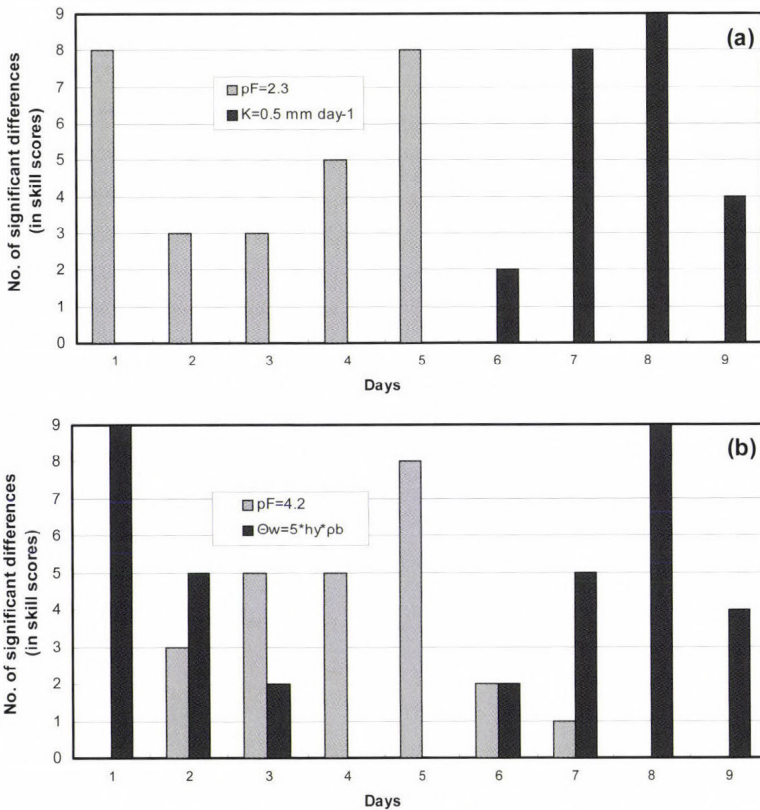 (a)
No. of significant differences
(in skill scores)
9
8
7
6
5
4
3
2
1
0
pF=2.3
K=0.5 mm day-1
1 2 3 4 5 6 7 8 9
Days
(b)
No. of significant differences
(in skill scores)
9
8
7
6
5
4
3
2
1
0
pF=4.2
Θw=5*hy*ρb
1 2 3 4 5 6 7 8 9
Days